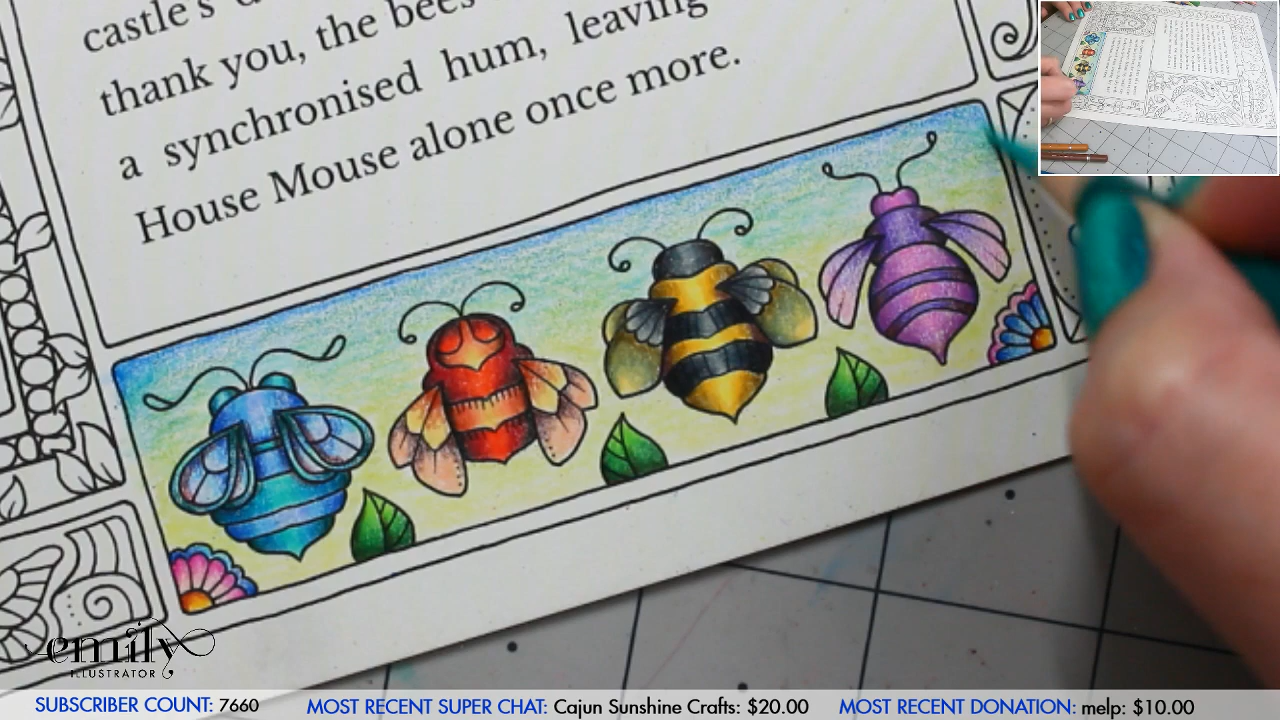 castle's
thank you, the bees
a synchronised hum, leaving
House Mouse alone once more.
emily
ILLUSTRATOR
SUBSCRIBER COUNT: 7660 MOST RECENT SUPER CHAT: Cajun Sunshine Crafts: $20.00 MOST RECENT DONATION: melp: $10.00